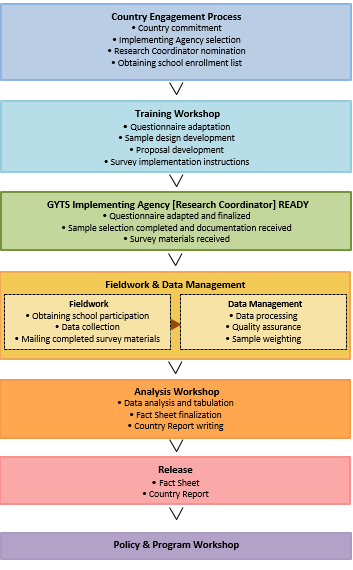 Country Engagement Process
• Country commitment
• Implementing Agency selection
• Research Coordinator nomination
• Obtaining school enrollment list
Training Workshop
• Questionnaire adaptation
• Sample design development
• Proposal development
• Survey implementation instructions
GYTS Implementing Agency [Research Coordinator] READY
• Questionnaire adapted and finalized
• Sample selection completed and documentation received
• Survey materials received
Fieldwork & Data Management
Fieldwork
• Obtaining school participation
• Data collection
• Mailing completed survey materials
Data Management
• Data processing
• Quality assurance
• Sample weighting
Analysis Workshop
• Data analysis and tabulation
• Fact Sheet finalization
• Country Report writing
Release
• Fact Sheet
• Country Report
Policy & Program Workshop